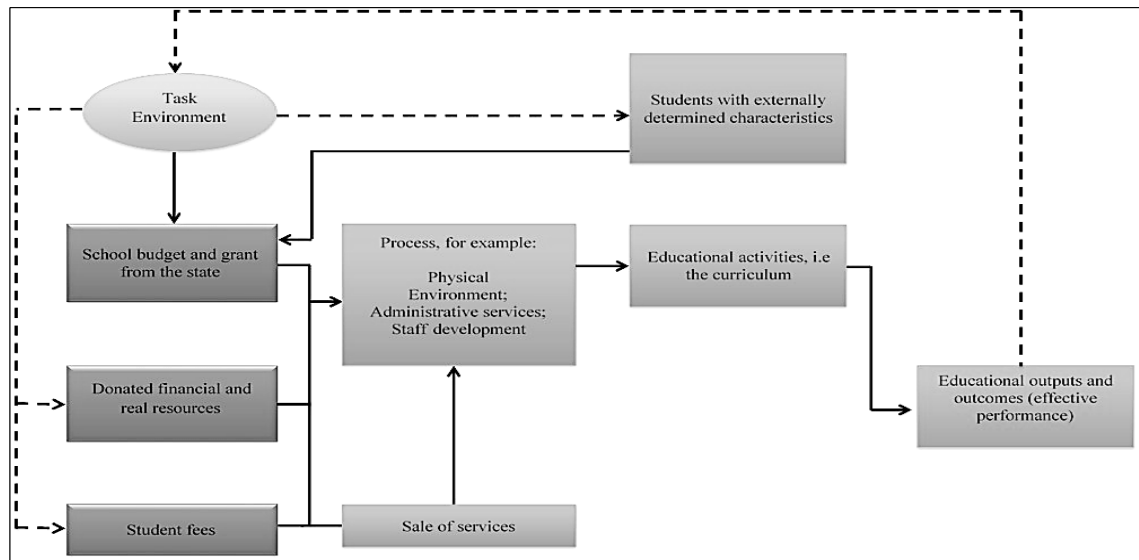 Task
Environment
Students with externally
determined characteristics
School budget and grant
from the state
Process, for example:
Physical
Environment;
Administrative services;
Staff development
Educational activities, i.e
the curriculum
Donated financial and
real resources
Educational outputs and
outcomes (effective
performance)
Student fees
Sale of services